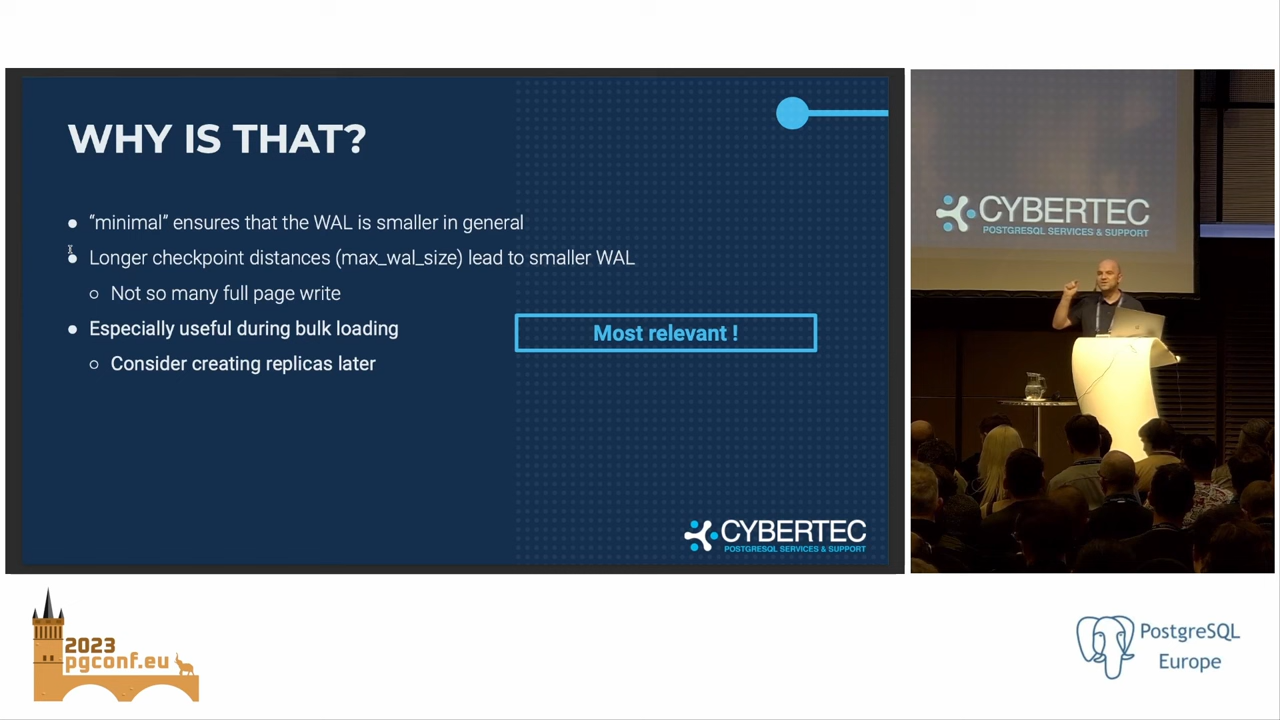 WHY IS THAT?
“minimal” ensures that the WAL is smaller in general
Longer checkpoint distances (max_wal_size) lead to smaller WAL
Not so many full page write
Especially useful during bulk loading
Consider creating replicas later
Most relevant !
CYBERTEC
POSTGRESQL SERVICES & SUPPORT
CYBERTEC
POSTGRESQL SERVICES & SUPPORT
2023
pgconf.eu
PostgreSQL
Europe